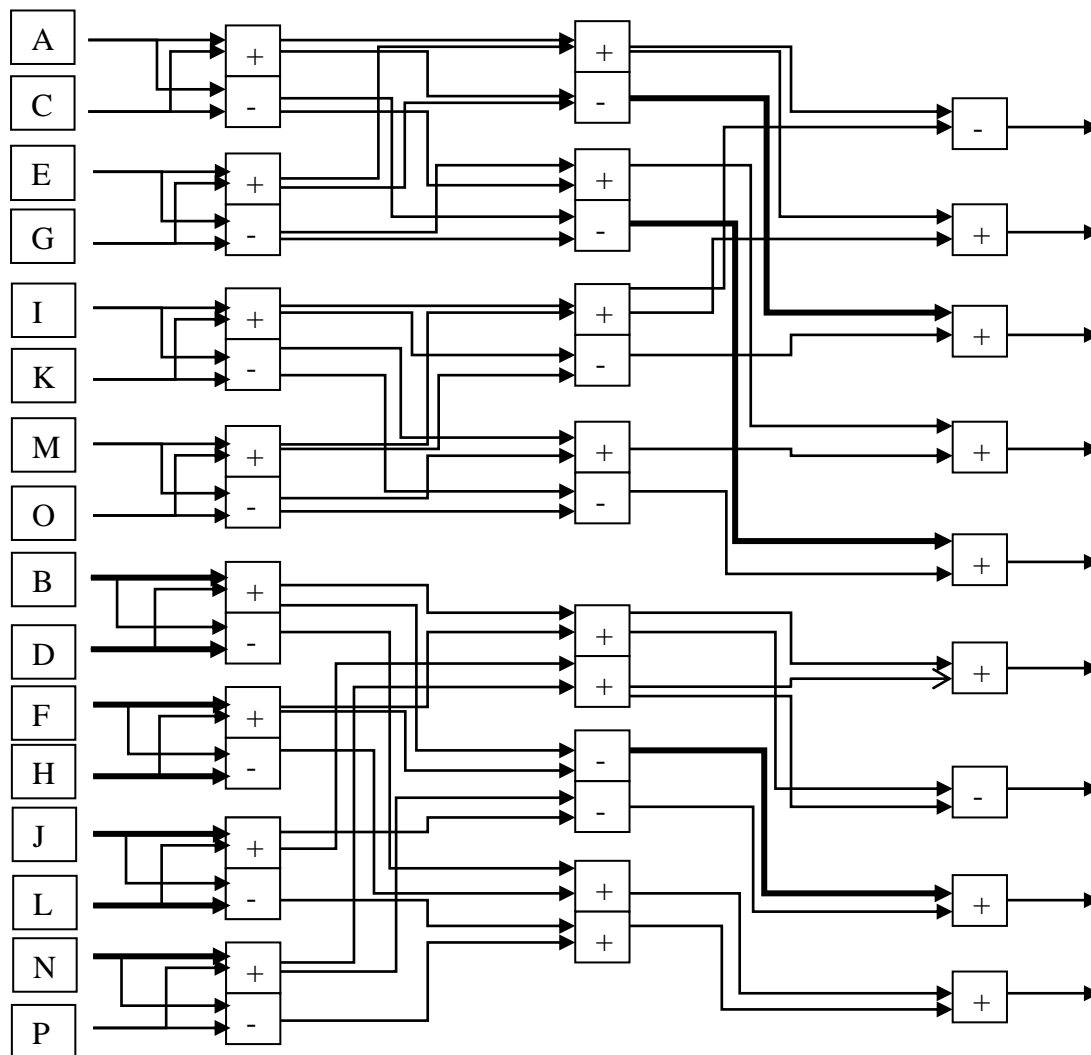 A
C
E
G
I
K
M
O
B
D
F
H
J
L
N
P
+
-
+
-
+
-
+
-
+
-
+
-
+
-
+
-
+
-
+
-
+
-
+
-
+
+
-
-
+
+
-
+
+
+
+
+
-
+
+